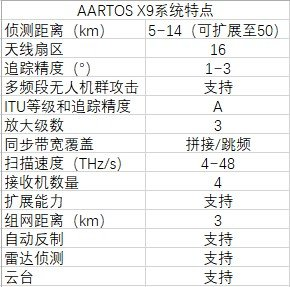 AARTOS X9系统特点
侦测距离（km） 5-14（可扩展至50）
天线扇区 16
追踪精度（°） 1-3
多频段无人机群攻击 支持
ITU等级和追踪精度 A
放大级数 3
同步带宽覆盖 拼接/跳频
扫描速度（THz/s） 4-48
接收机数量 4
扩展能力 支持
组网距离（km） 3
自动反制 支持
雷达侦测 支持
云台 支持